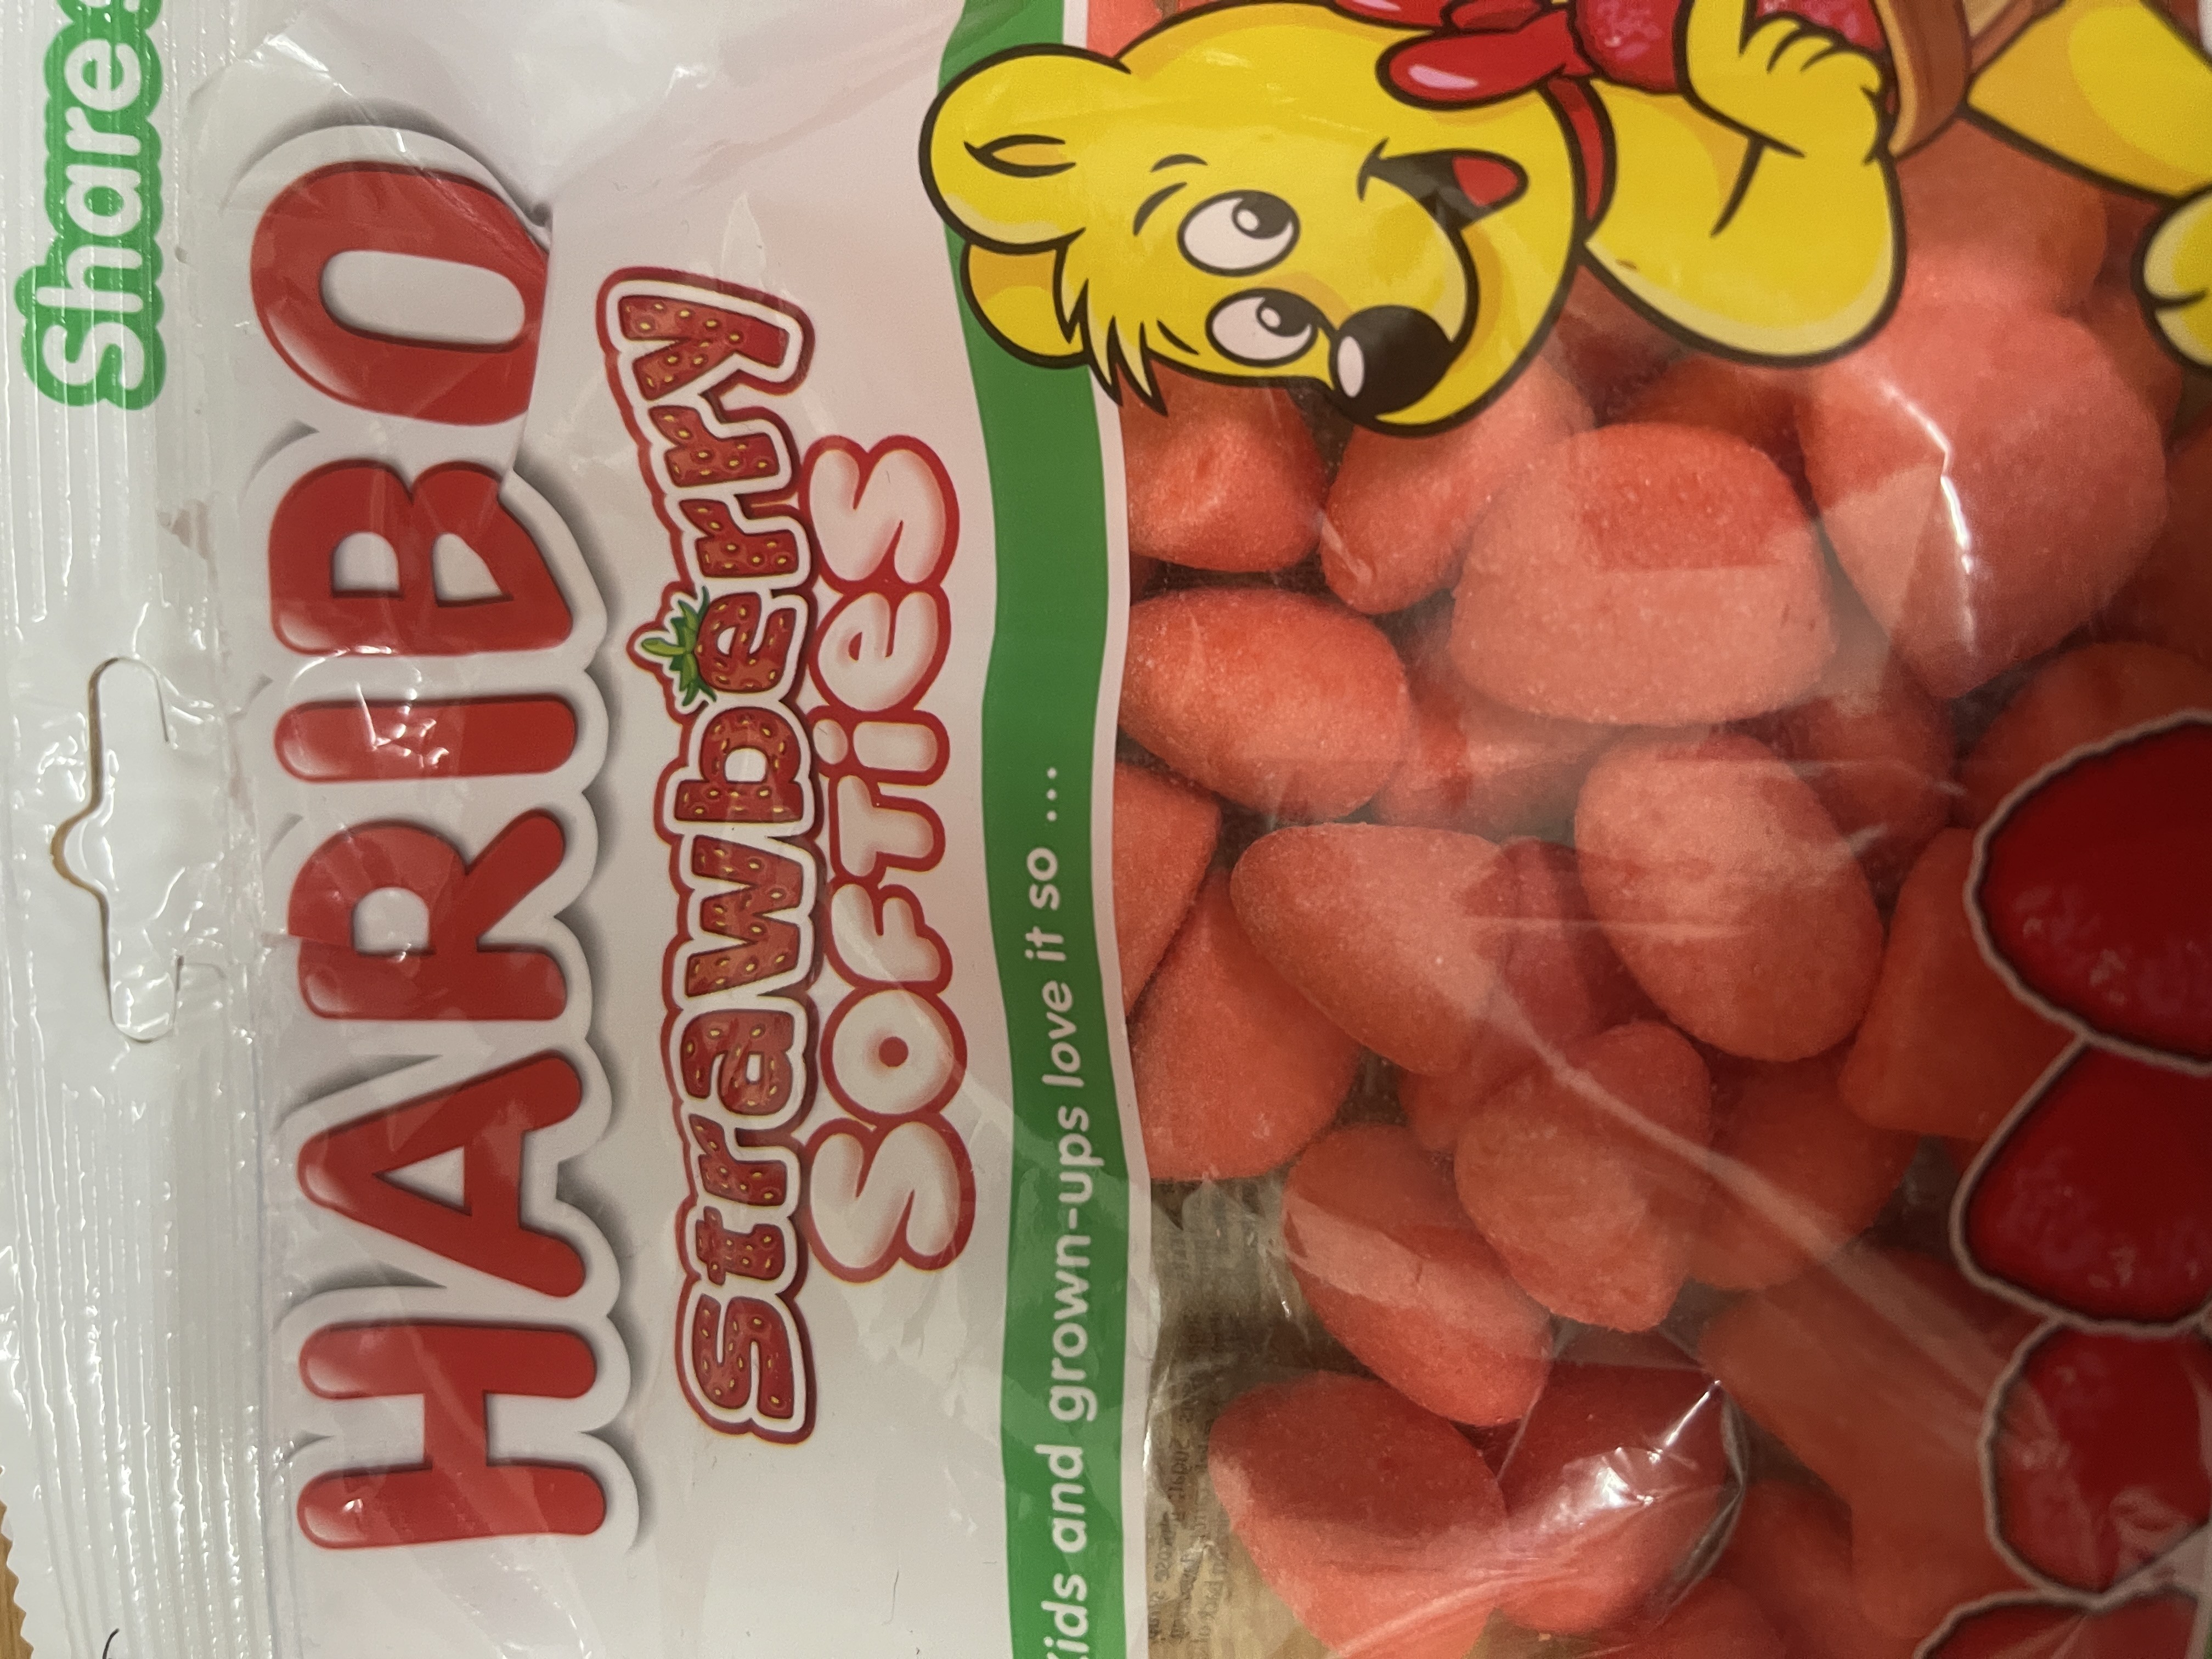 Share
HARIBO
Strawberry
SOFTIES
kids and grown-ups love it so ...